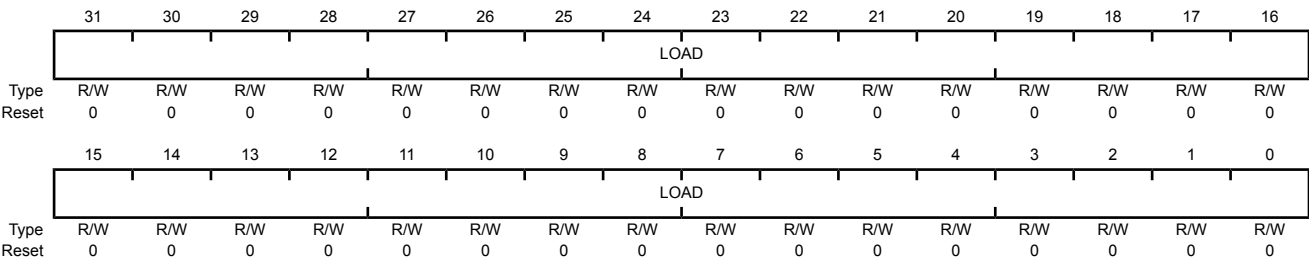 31 30 29 28 27 26 25 24 23 22 21 20 19 18 17 16
LOAD
Type R/W R/W R/W R/W R/W R/W R/W R/W R/W R/W R/W R/W R/W R/W R/W R/W
Reset 0 0 0 0 0 0 0 0 0 0 0 0 0 0 0 0
15 14 13 12 11 10 9 8 7 6 5 4 3 2 1 0
LOAD
Type R/W R/W R/W R/W R/W R/W R/W R/W R/W R/W R/W R/W R/W R/W R/W R/W
Reset 0 0 0 0 0 0 0 0 0 0 0 0 0 0 0 0